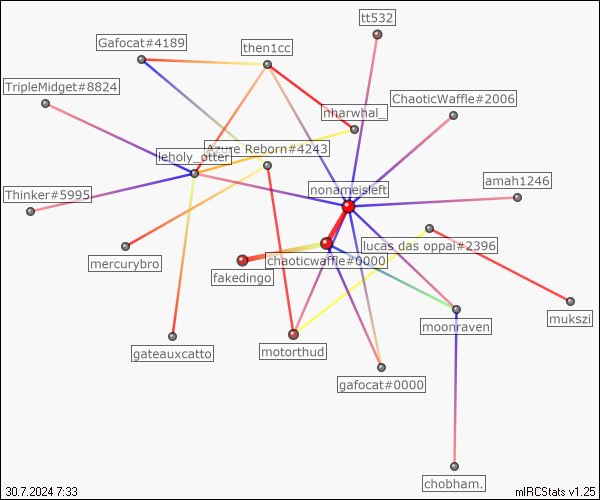 tt532
Gafocat#4189
then1cc
TripleMidget#8824
ChaoticWaffle#2006
nharwhal_
Azure Reborn#4243
leholy_otter
nonameisleft
amah1246
Thinker#5995
lucas das oppai#2396
mercurybro
chaoticwaffle#0000
fakedingo
mukszi
moonraven
gateauxcatto
motorthud
gafocat#0000
chobham.
30.7.2024 7:33
mIRCStats v1.25